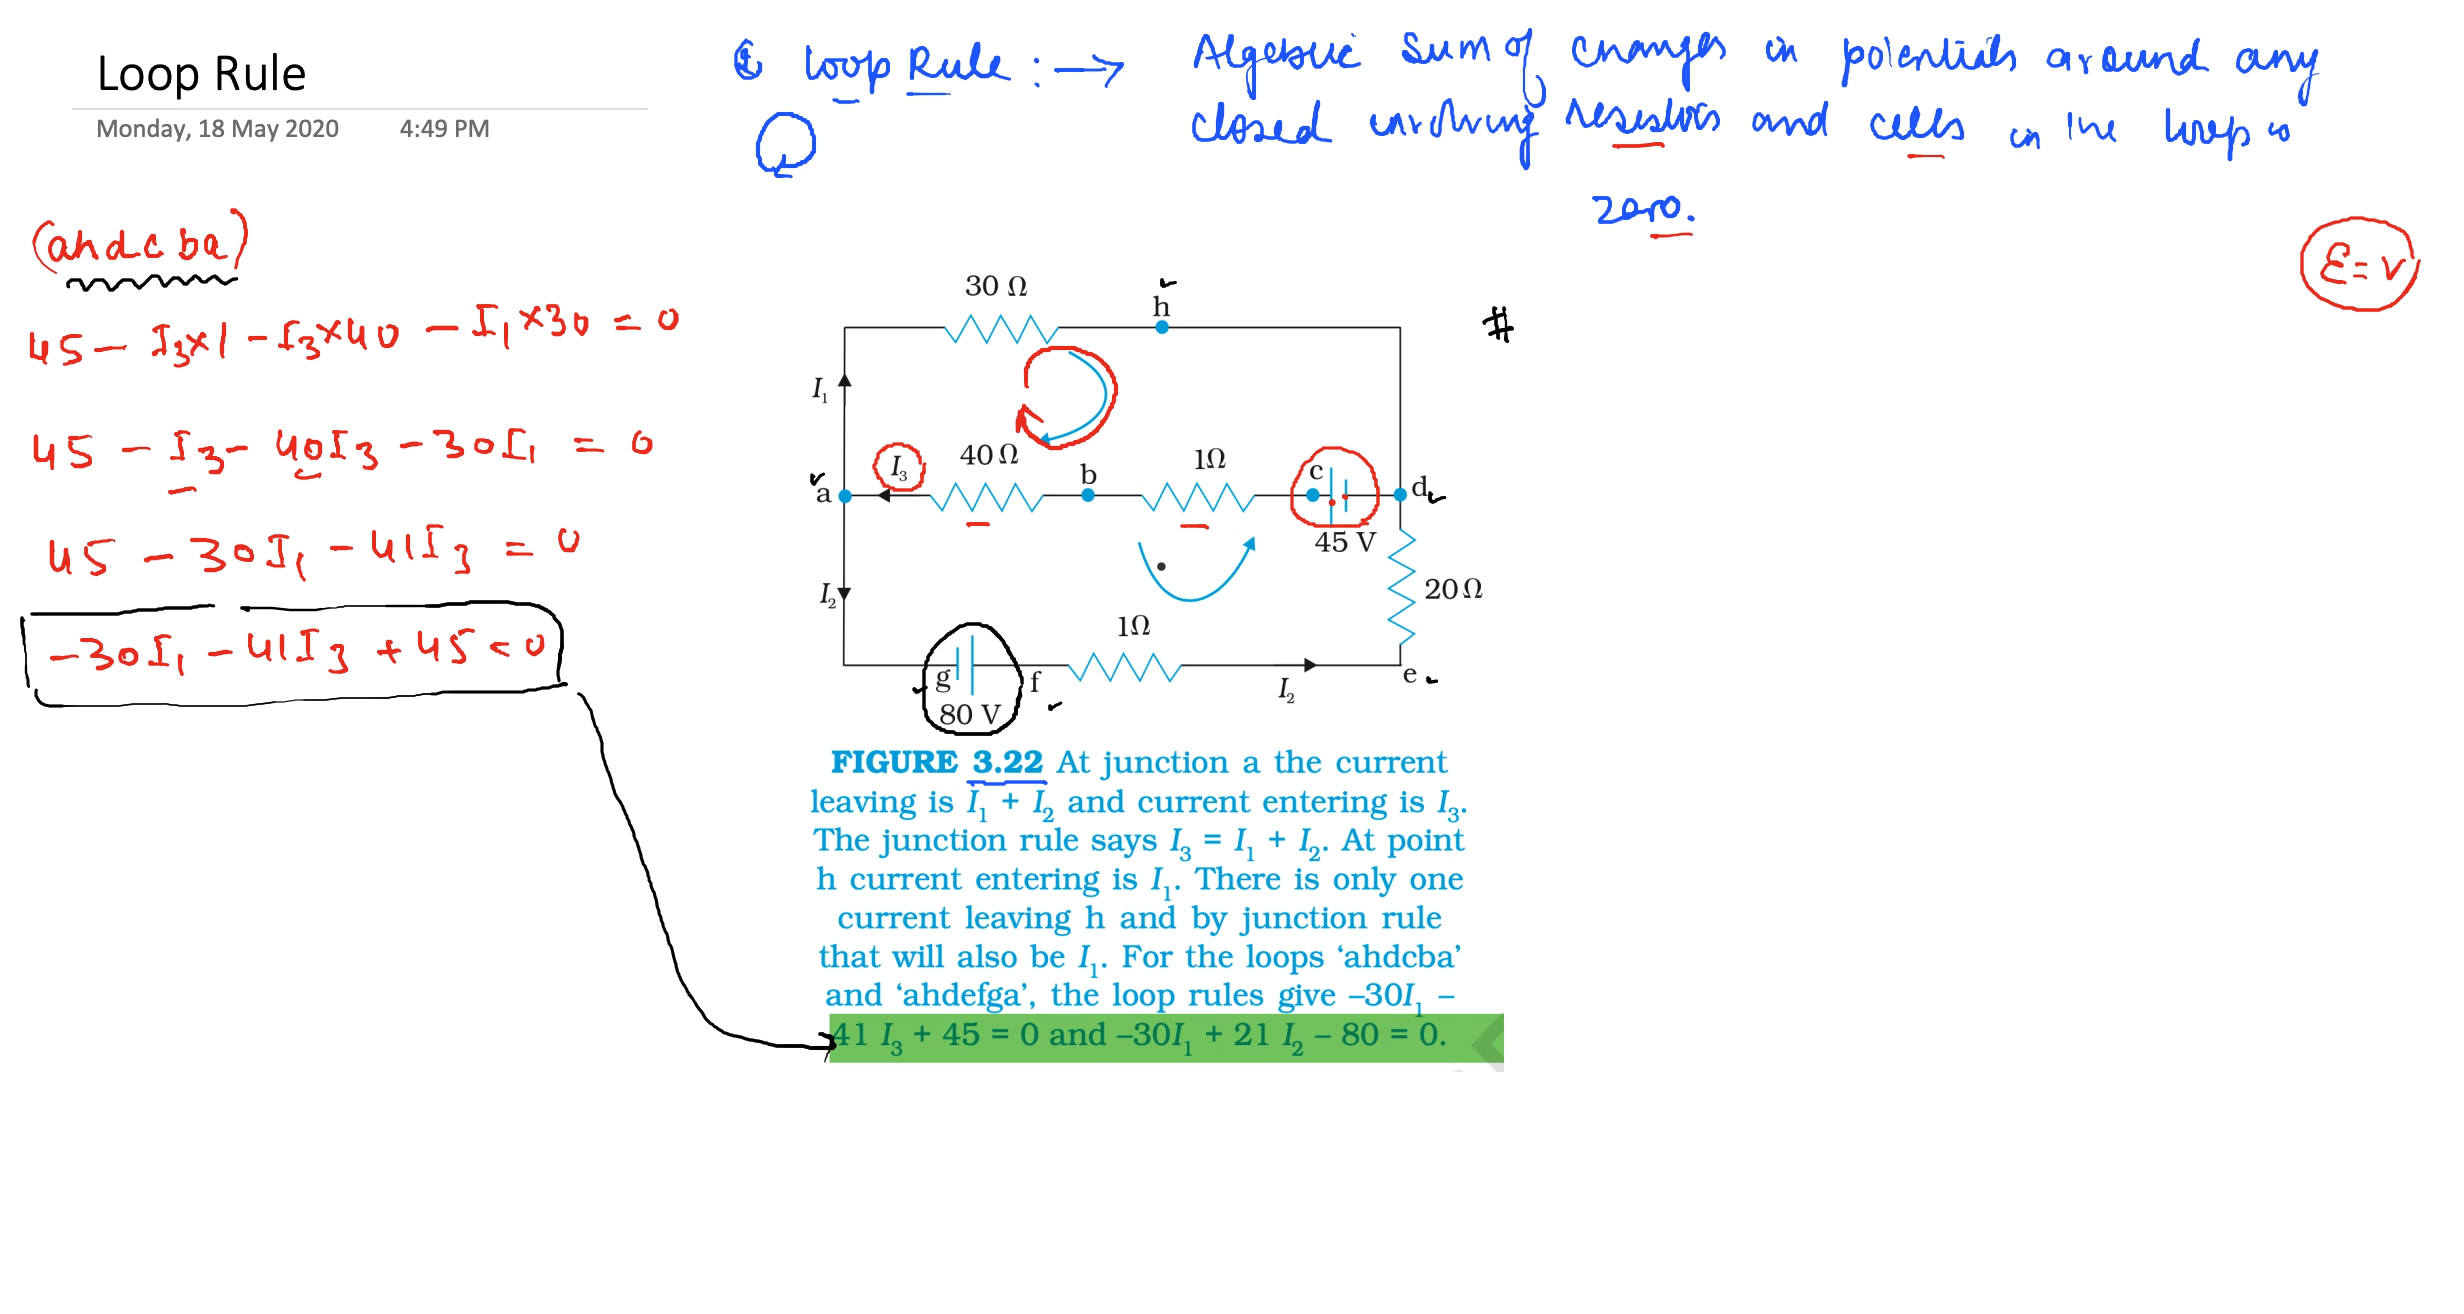 Loop Rule
Monday, 18 May 2020 4:49 PM
Loop Rule :→ Algebric Sum of changes in potentials around any
closed involving resistors and cells in the loop is
zero.
(ahdcba)
45 – I₃×1 – I₃×40 – I₁×30 = 0
45 – I₃ – 40I₃ – 30I₁ = 0
45 – 30I₁ – 41I₃ = 0
–30I₁ – 41I₃ + 45 = 0
ℰ = V
#
30 Ω
h
I₁
I₃
40 Ω
b
1Ω
c
a
d
45 V
20 Ω
I₂
1Ω
g
f
e
80 V
I₂
FIGURE 3.22 At junction a the current
leaving is I₁ + I₂ and current entering is I₃.
The junction rule says I₃ = I₁ + I₂. At point
h current entering is I₁. There is only one
current leaving h and by junction rule
that will also be I₁. For the loops ‘ahdcba’
and ‘ahdefga’, the loop rules give –30I₁ –
41 I₃ + 45 = 0 and –30I₁ + 21 I₂ – 80 = 0.